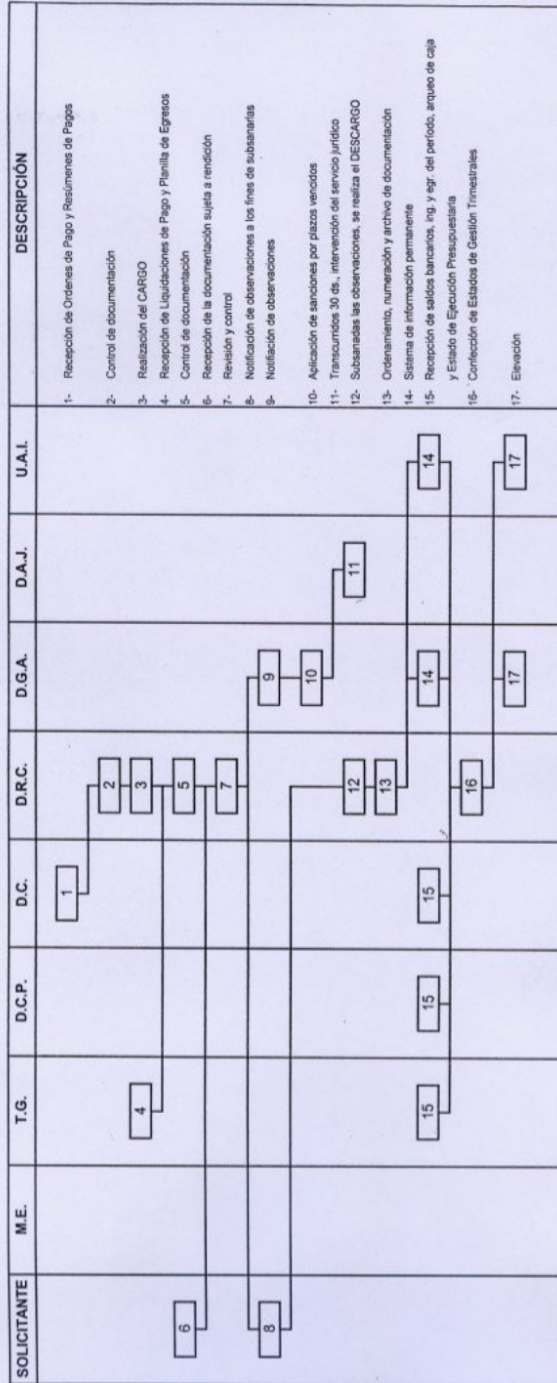 SOLICITANTE M.E. T.G. D.C.P. D.C. D.R.C. D.G.A. D.A.J. U.A.I. DESCRIPCIÓN
1
2
4 3
6 5
7
8 9
10
12 11
13
15 15 15 14 14
16
17 17
1- Recepción de Ordenes de Pago y Resúmenes de Pagos
2- Control de documentación
3- Realización del CARGO
4- Recepción de Liquidaciones de Pago y Planilla de Egresos
5- Control de documentación
6- Recepción de la documentación sujeta a rendición
7- Revisión y control
8- Notificación de observaciones a los fines de subsanarlas
9- Notifiación de observaciones
10- Aplicación de sanciones por plazos vencidos
11- Transcurridos 30 ds., intervención del servicio jurídico
12- Subsanadas las observaciones, se realiza el DESCARGO
13- Ordenamiento, numeración y archivo de documentación
14- Sistema de información permanente
15- Recepción de saldos bancarios, ing. y egr. del período, arqueo de caja
y Estado de Ejecución Presupuestaria
16- Confección de Estados de Gestión Trimestrales
17- Elevación